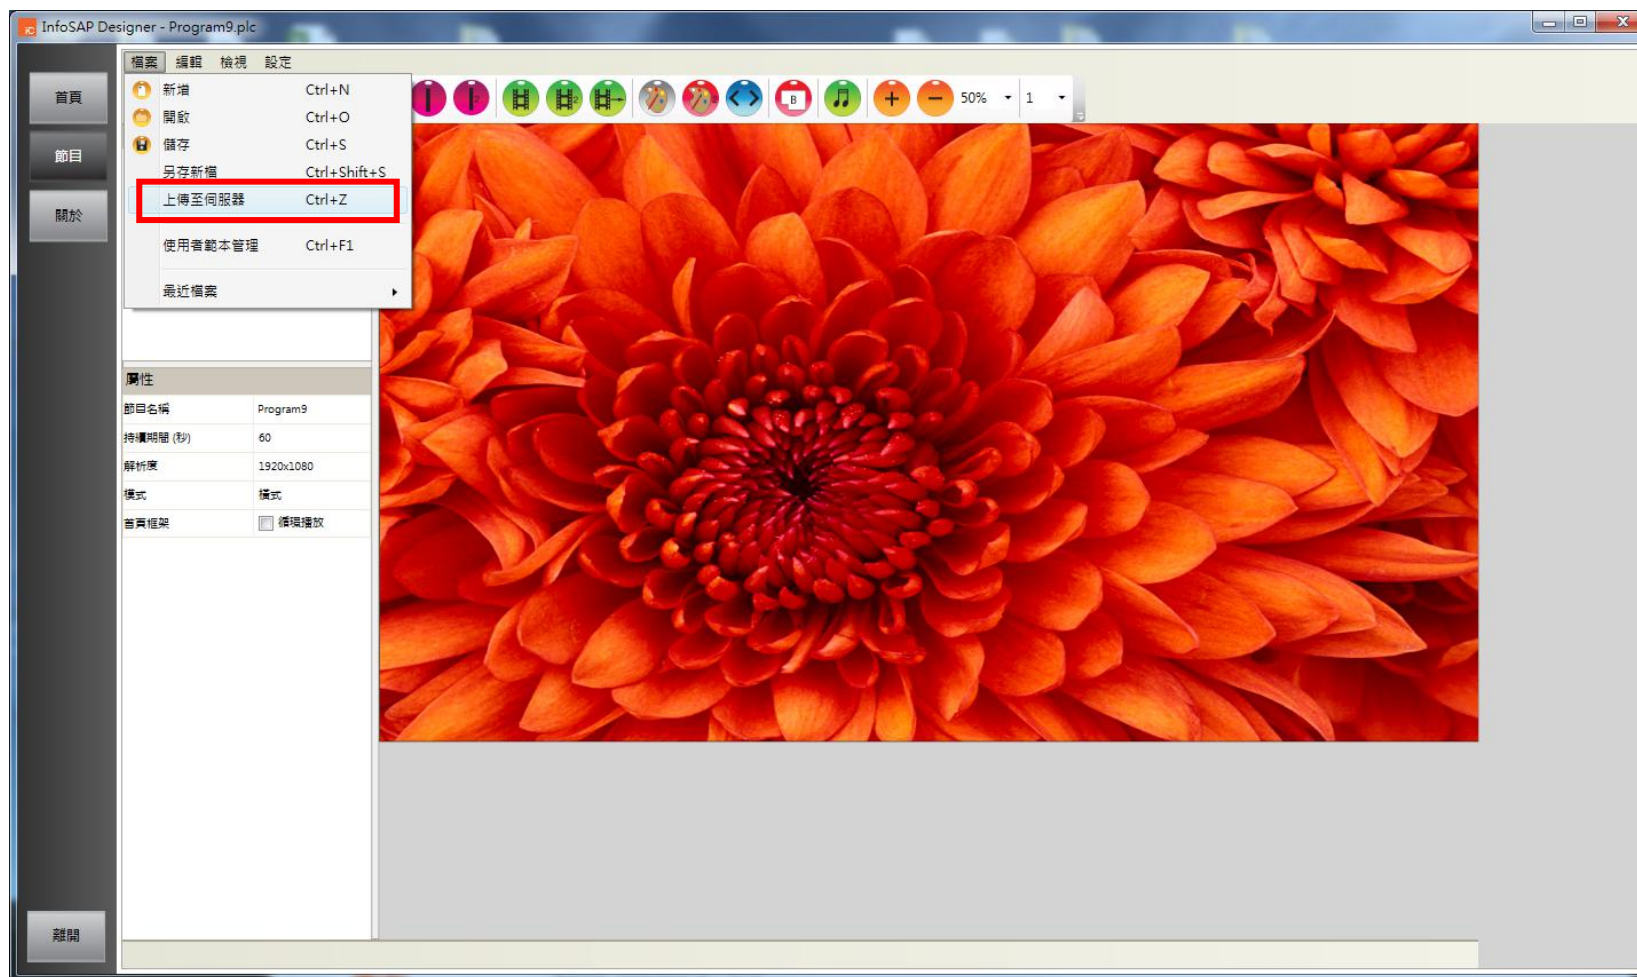 InfoSAP Designer - Program9.plc
檔案 編輯 檢視 設定
首頁
節目
關於
離開
新增 Ctrl+N
開啟 Ctrl+O
儲存 Ctrl+S
另存新檔 Ctrl+Shift+S
上傳至伺服器 Ctrl+Z
使用者範本管理 Ctrl+F1
最近檔案
2
2
B
50% 1
屬性
節目名稱 Program9
持續期間 (秒) 60
解析度 1920x1080
模式 橫式
首頁框架 循環播放